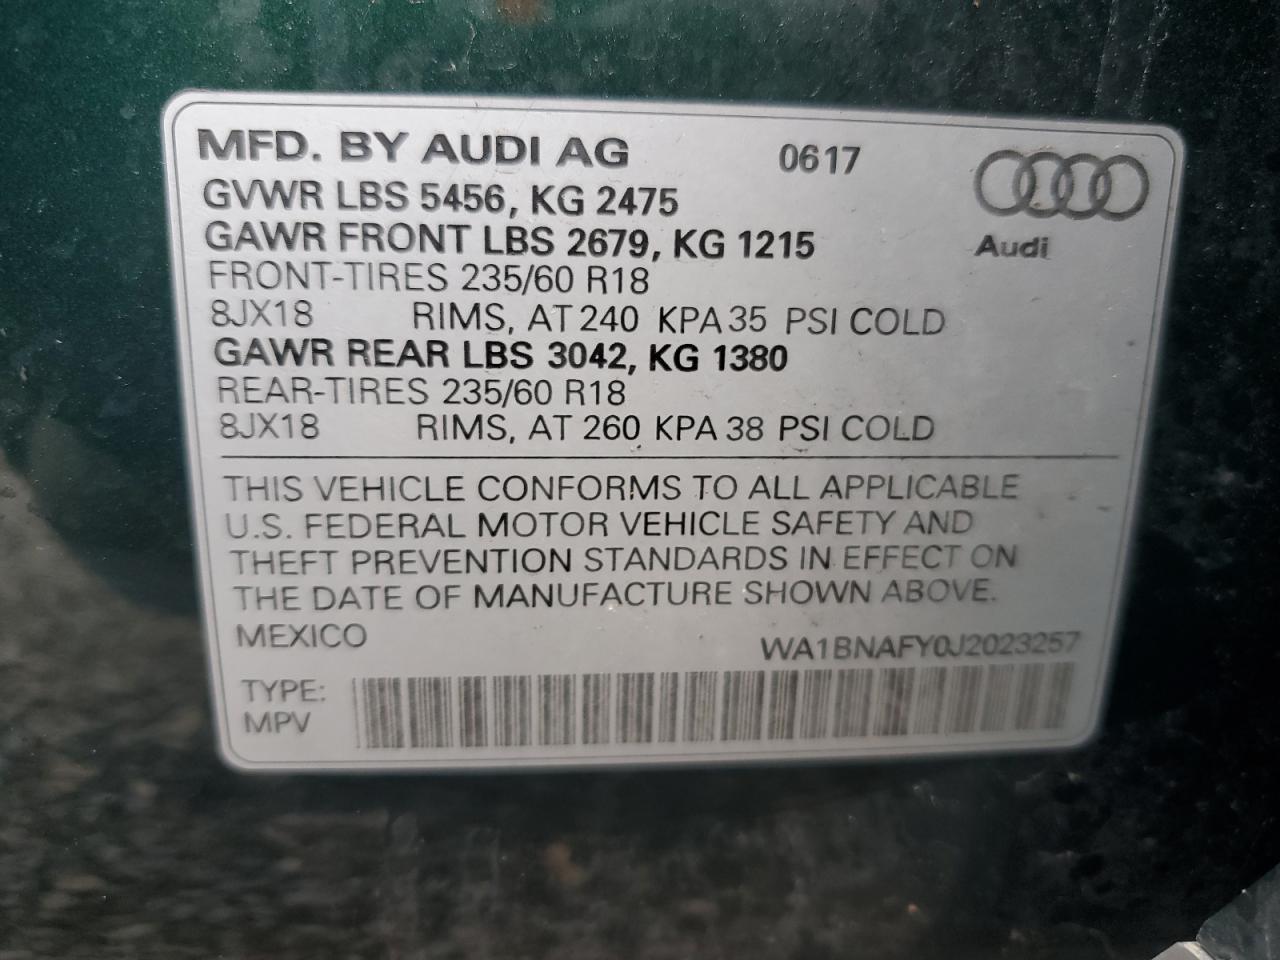 MFD. BY AUDI AG 0617
GVWR LBS 5456, KG 2475
GAWR FRONT LBS 2679, KG 1215
Audi
FRONT-TIRES 235/60 R18
8JX18 RIMS, AT 240 KPA 35 PSI COLD
GAWR REAR LBS 3042, KG 1380
REAR-TIRES 235/60 R18
8JX18 RIMS, AT 260 KPA 38 PSI COLD
THIS VEHICLE CONFORMS TO ALL APPLICABLE
U.S. FEDERAL MOTOR VEHICLE SAFETY AND
THEFT PREVENTION STANDARDS IN EFFECT ON
THE DATE OF MANUFACTURE SHOWN ABOVE.
MEXICO WA1BNAFY0J2023257
TYPE:
MPV